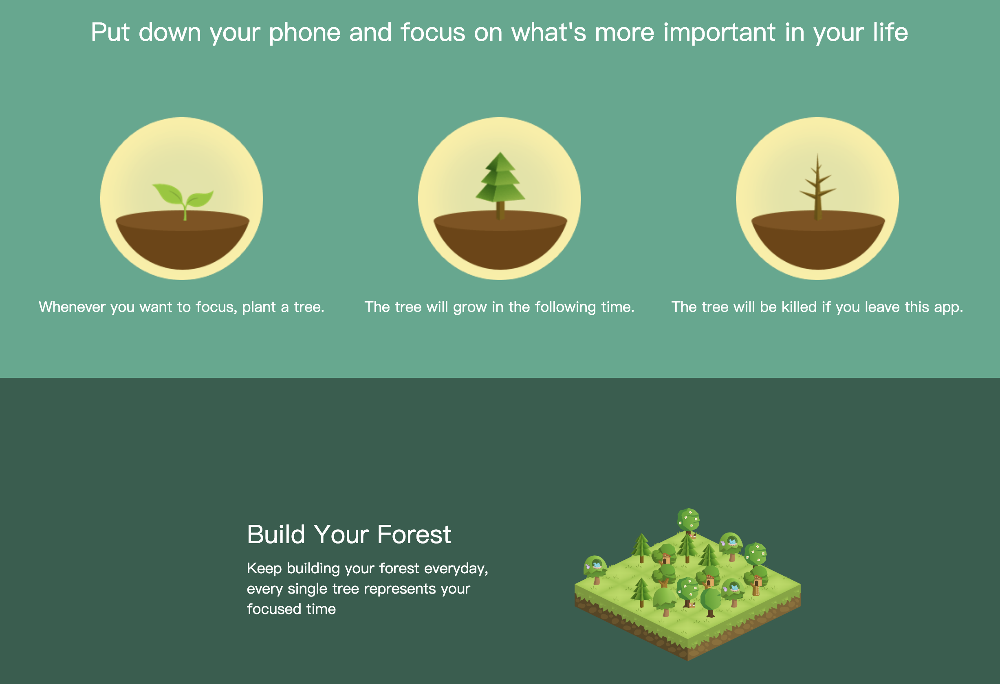 Put down your phone and focus on what's more important in your life
Whenever you want to focus, plant a tree.
The tree will grow in the following time.
The tree will be killed if you leave this app.
Build Your Forest
Keep building your forest everyday,
every single tree represents your
focused time